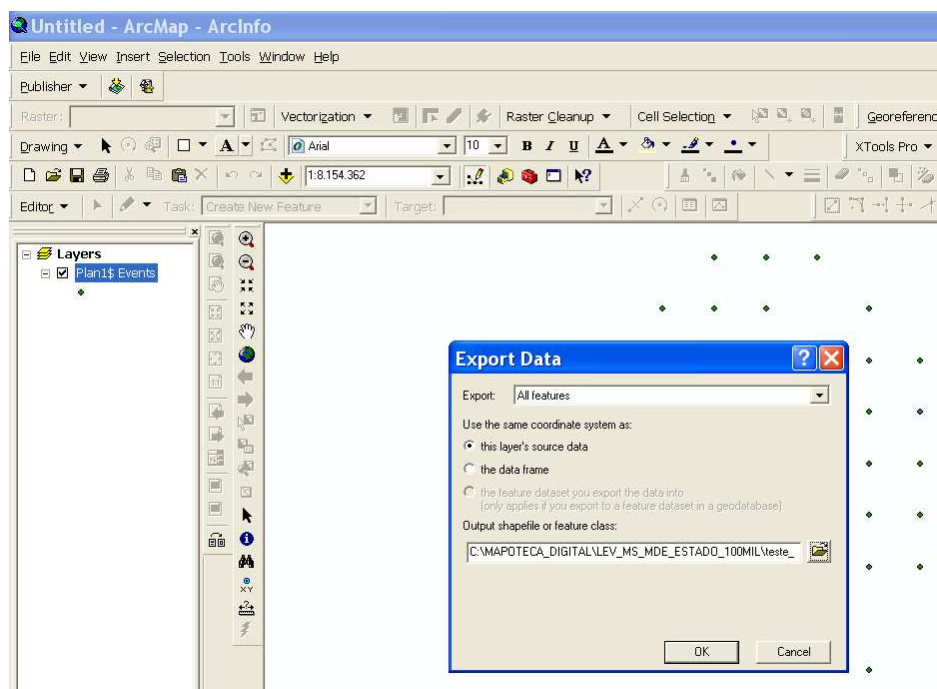 Untitled - ArcMap - ArcInfo
File Edit View Insert Selection Tools Window Help
Publisher
Raster: Vectorization Raster Cleanup Cell Selection Georeferenc
Drawing A Arial 10 B I U A XTools Pro
1:8.154.362
Editor Task: Create New Feature Target:
Layers
Plan1$ Events
XY
Export Data
Export: All features
Use the same coordinate system as:
this layer's source data
the data frame
the feature dataset you export the data into
(only applies if you export to a feature dataset in a geodatabase)
Output shapefile or feature class:
C:\MAPOTECA_DIGITAL\LEV_MS_MDE_ESTADO_100MIL\teste_
OK Cancel